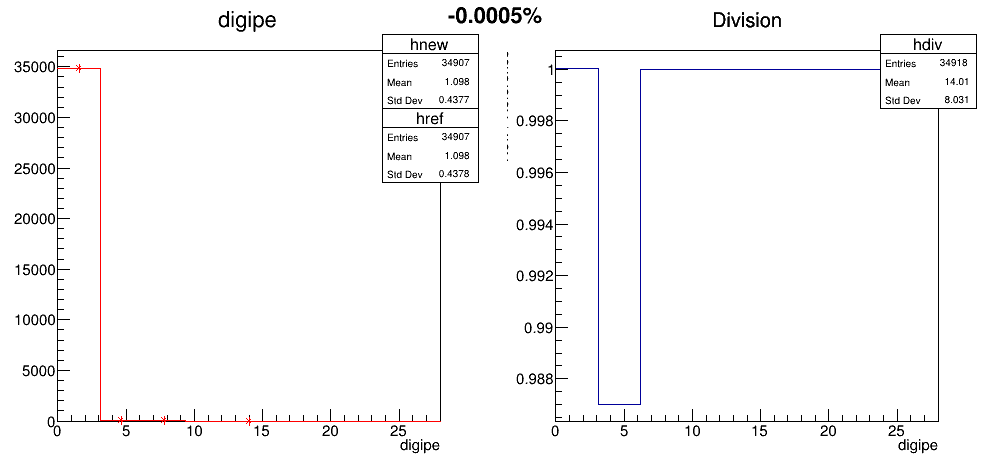 -0.0005%
digipe
hnew
Entries 34907
Mean 1.098
Std Dev 0.4377
href
Entries 34907
Mean 1.098
Std Dev 0.4378
35000
30000
25000
20000
15000
10000
5000
0
0 5 10 15 20 25
digipe
Division
hdiv
Entries 34918
Mean 14.01
Std Dev 8.031
1
0.998
0.996
0.994
0.992
0.99
0.988
0 5 10 15 20 25
digipe